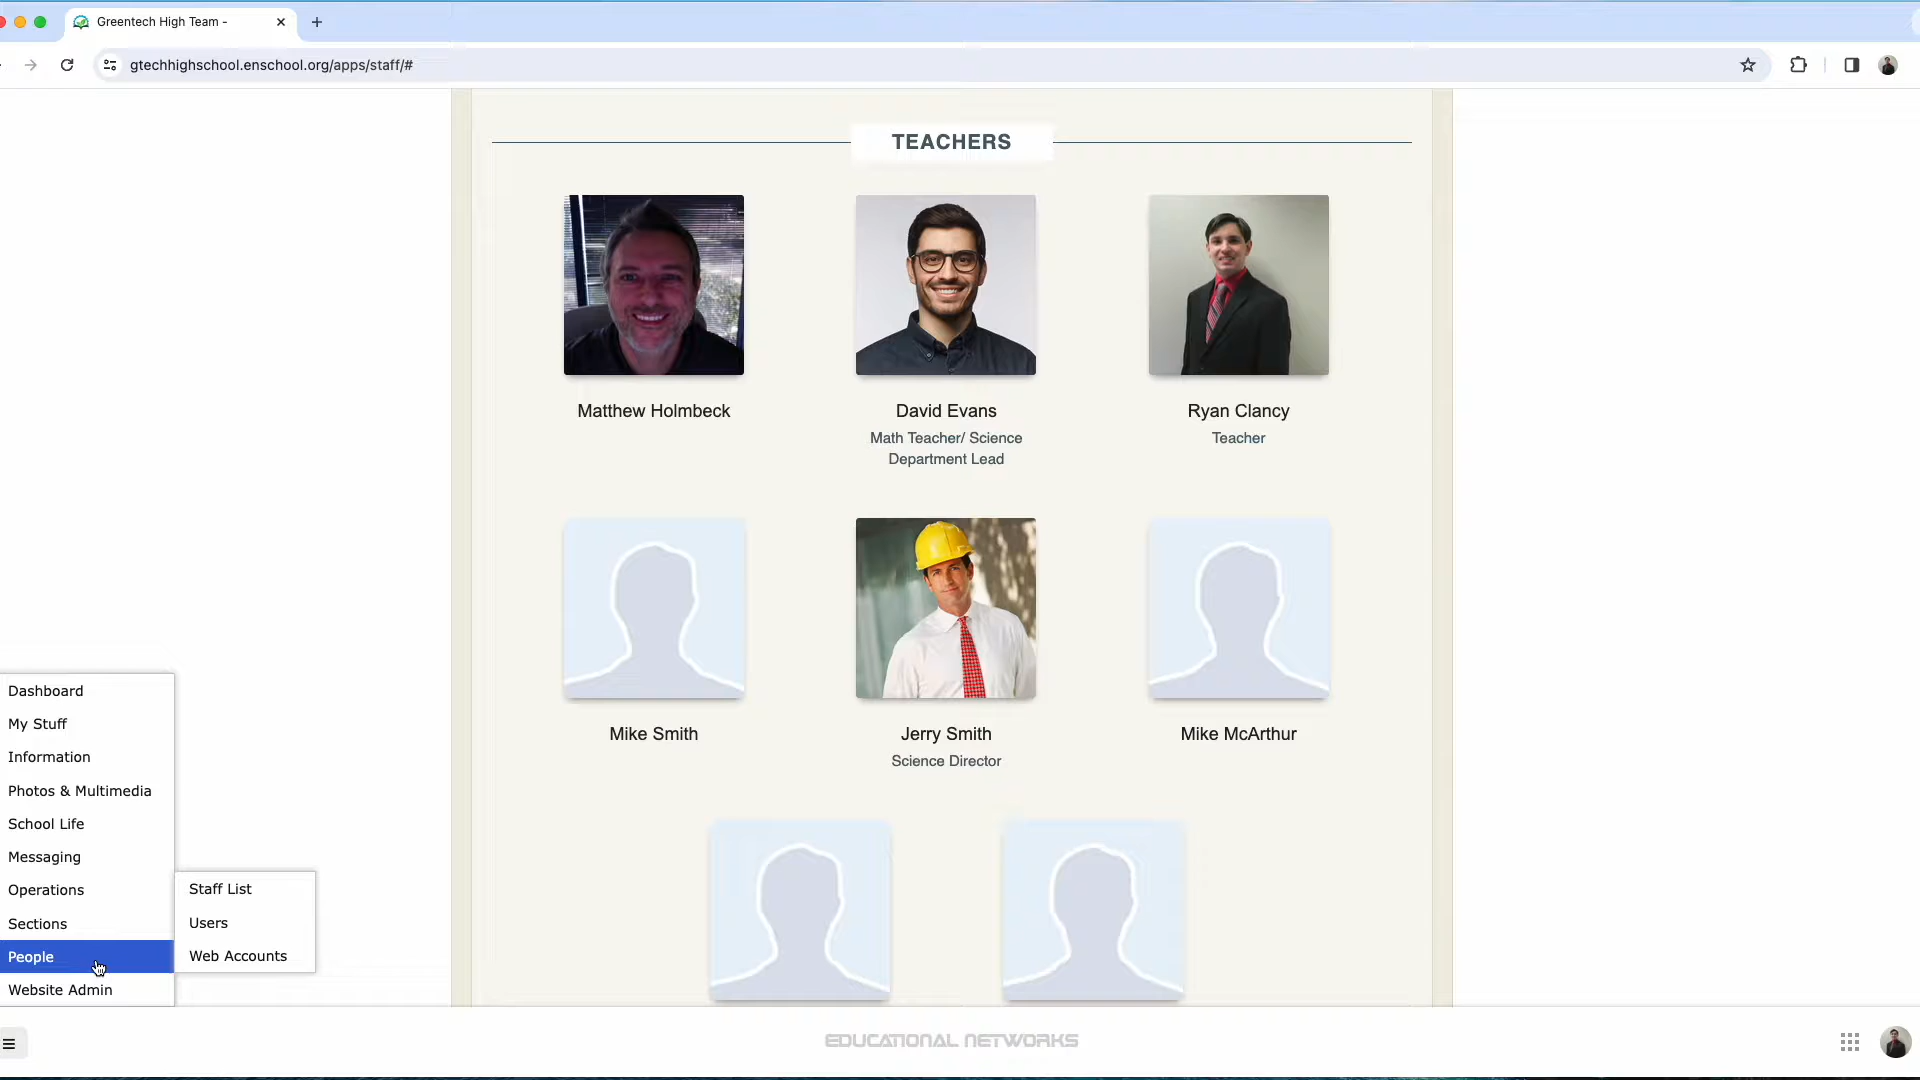 Greentech High Team -
gtechhighschool.enschool.org/apps/staff/#
TEACHERS
Matthew Holmbeck
David Evans
Math Teacher/ Science
Department Lead
Ryan Clancy
Teacher
Mike Smith
Jerry Smith
Science Director
Mike McArthur
Dashboard
My Stuff
Information
Photos & Multimedia
School Life
Messaging
Operations
Sections
People
Website Admin
Staff List
Users
Web Accounts
EDUCATIONAL NETWORKS